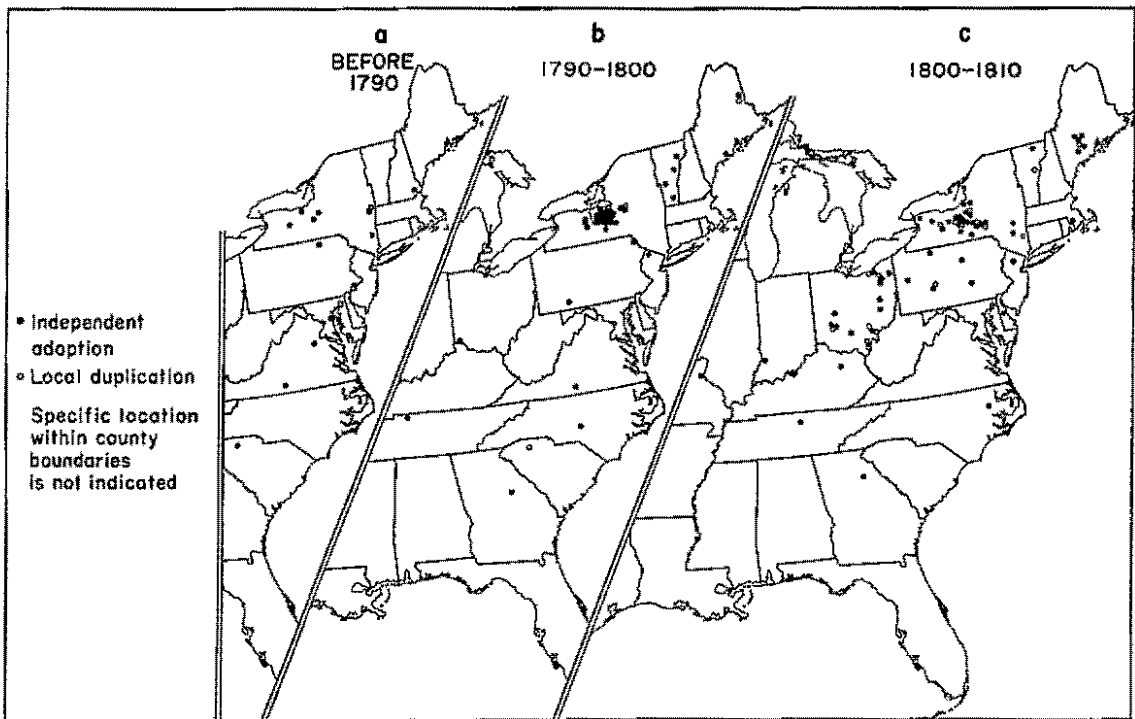 a
BEFORE
1790
b
1790-1800
c
1800-1810
• Independent
adoption
° Local duplication
Specific location
within county
boundaries
is not indicated